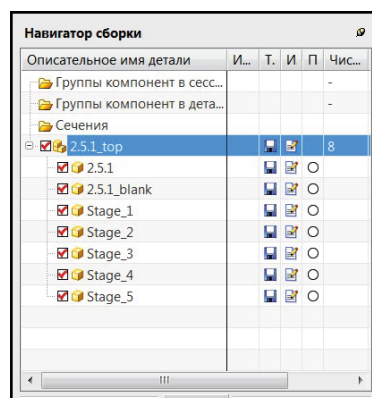 Навигатор сборки
Описательное имя детали И... Т. И П Чис...
Группы компонент в сесс... -
Группы компонент в дета... -
Сечения
2.5.1_top 8
2.5.1
2.5.1_blank
Stage_1
Stage_2
Stage_3
Stage_4
Stage_5